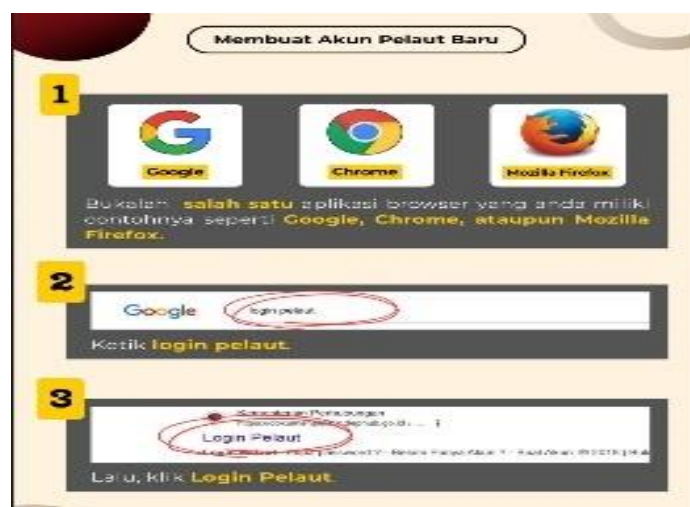 Membuat Akun Pelaut Baru
1
Google
Chrome
Mozilla Firefox
Bukalah salah satu aplikasi browser yang anda miliki
contohnya seperti Google, Chrome, ataupun Mozilla
Firefox.
2
Google
login pelaut
Ketik login pelaut.
3
Kementerian Perhubungan
Login Pelaut
Lalu, klik Login Pelaut.